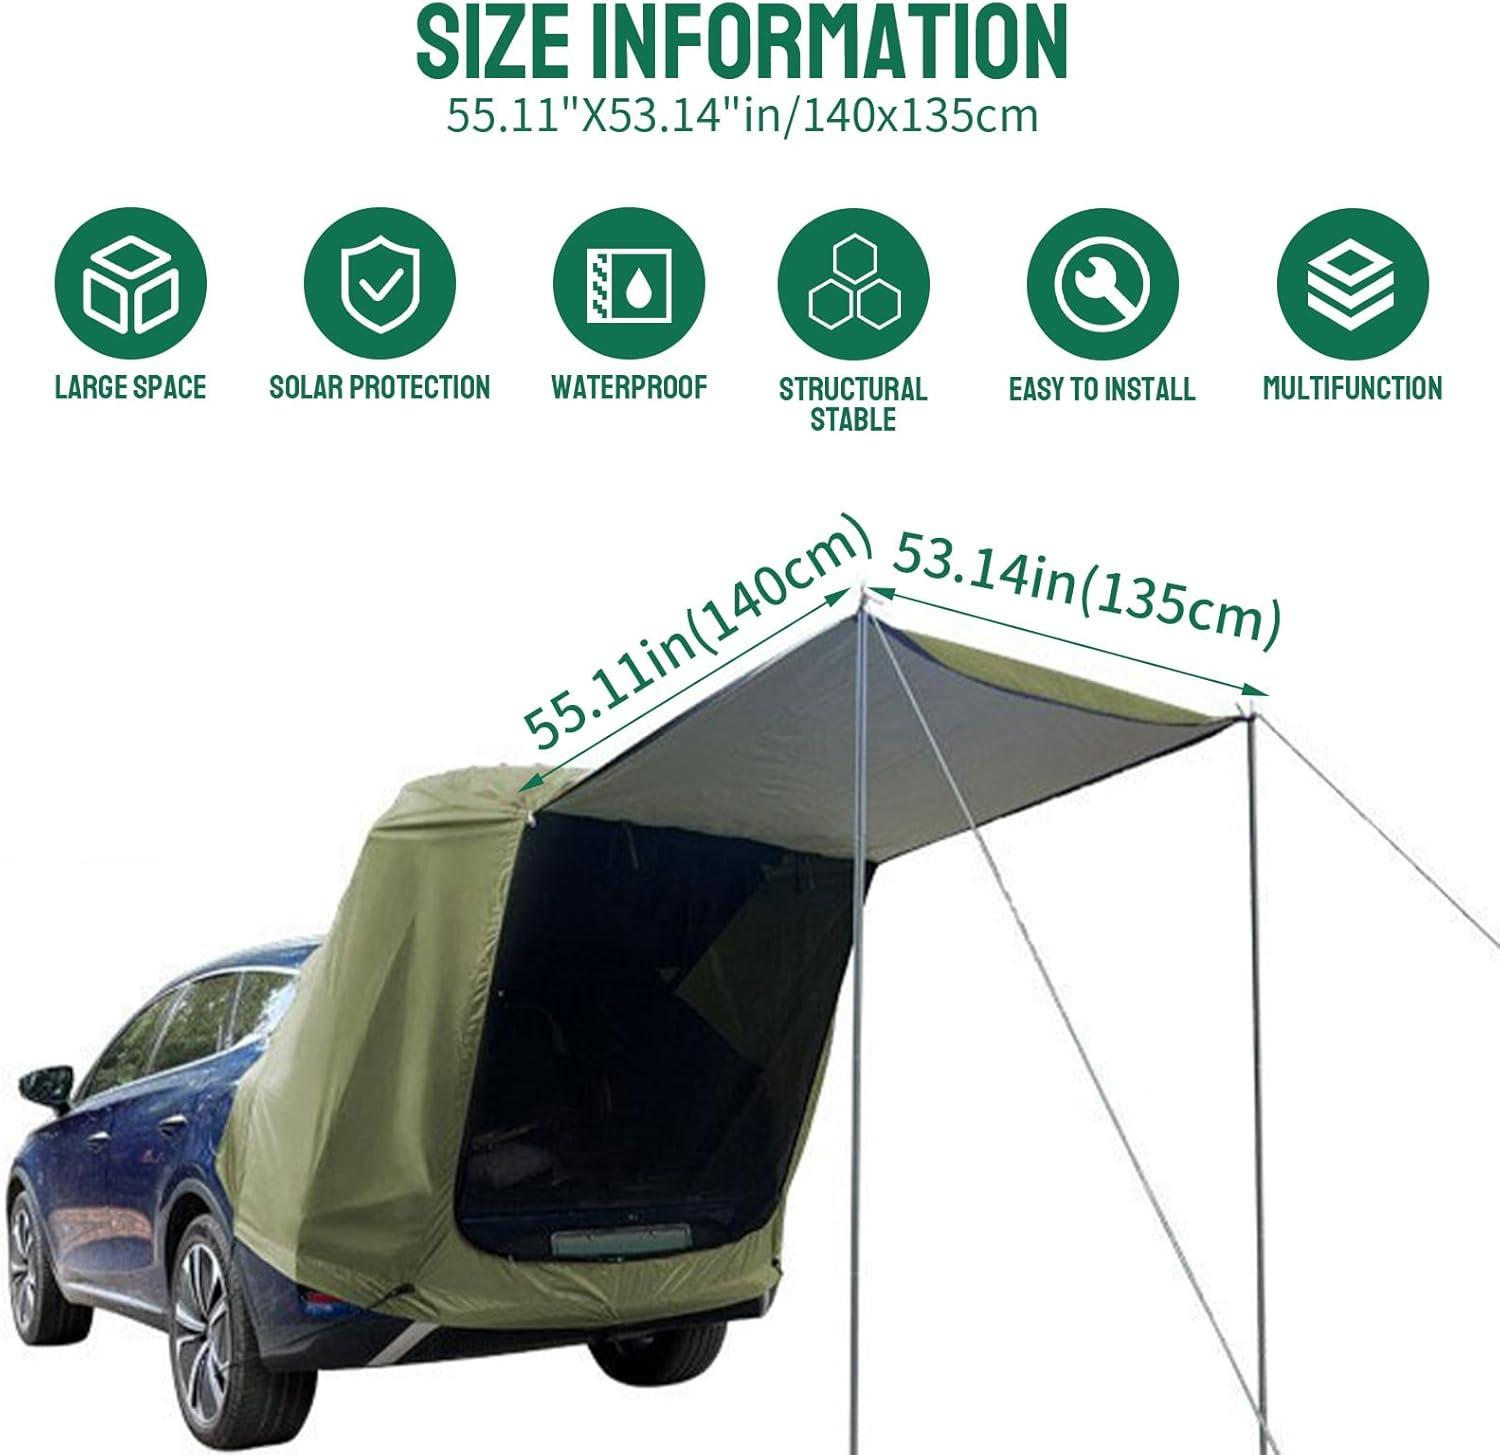 SIZE INFORMATION
55.11"X53.14"in/140x135cm
LARGE SPACE
SOLAR PROTECTION
WATERPROOF
STRUCTURAL
STABLE
EASY TO INSTALL
MULTIFUNCTION
55.11in(140cm)
53.14in(135cm)